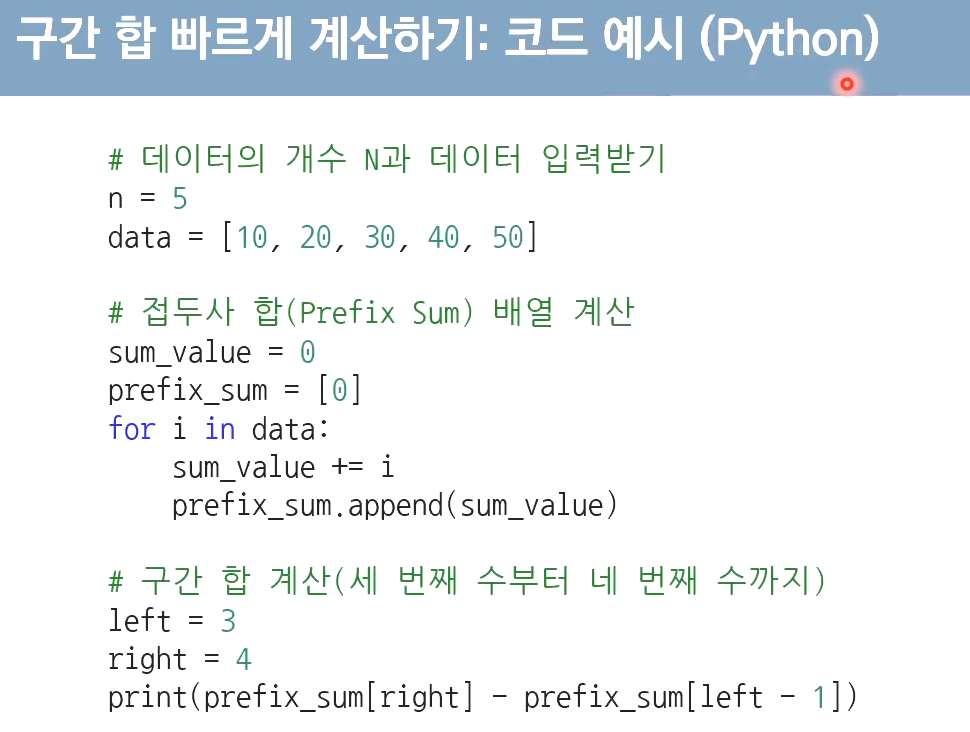 구간 합 빠르게 계산하기: 코드 예시 (Python)
# 데이터의 개수 N과 데이터 입력받기
n = 5
data = [10, 20, 30, 40, 50]
# 접두사 합(Prefix Sum) 배열 계산
sum_value = 0
prefix_sum = [0]
for i in data:
    sum_value += i
    prefix_sum.append(sum_value)
# 구간 합 계산(세 번째 수부터 네 번째 수까지)
left = 3
right = 4
print(prefix_sum[right] - prefix_sum[left - 1])